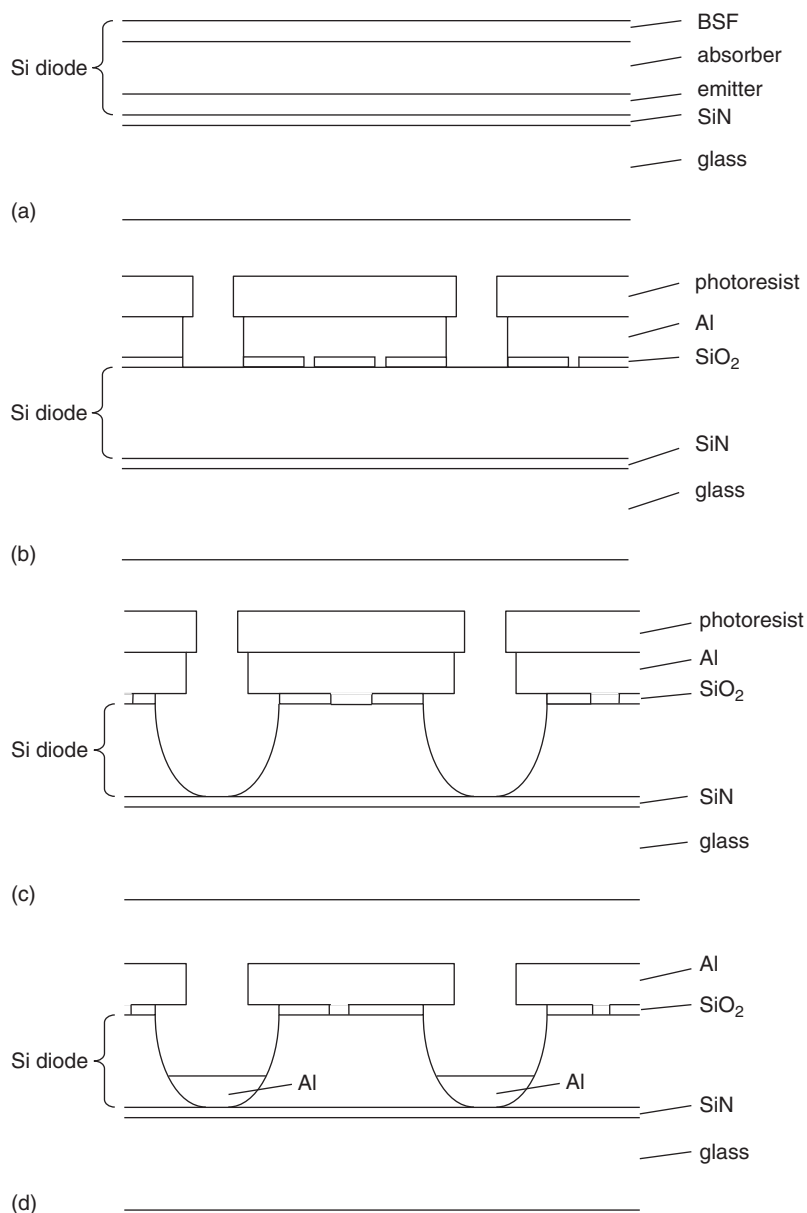 BSF
Si diode
absorber
emitter
SiN
glass
(a)
photoresist
Al
SiO2
Si diode
SiN
glass
(b)
photoresist
Al
SiO2
Si diode
SiN
glass
(c)
Al
SiO2
Si diode
Al Al
SiN
glass
(d)